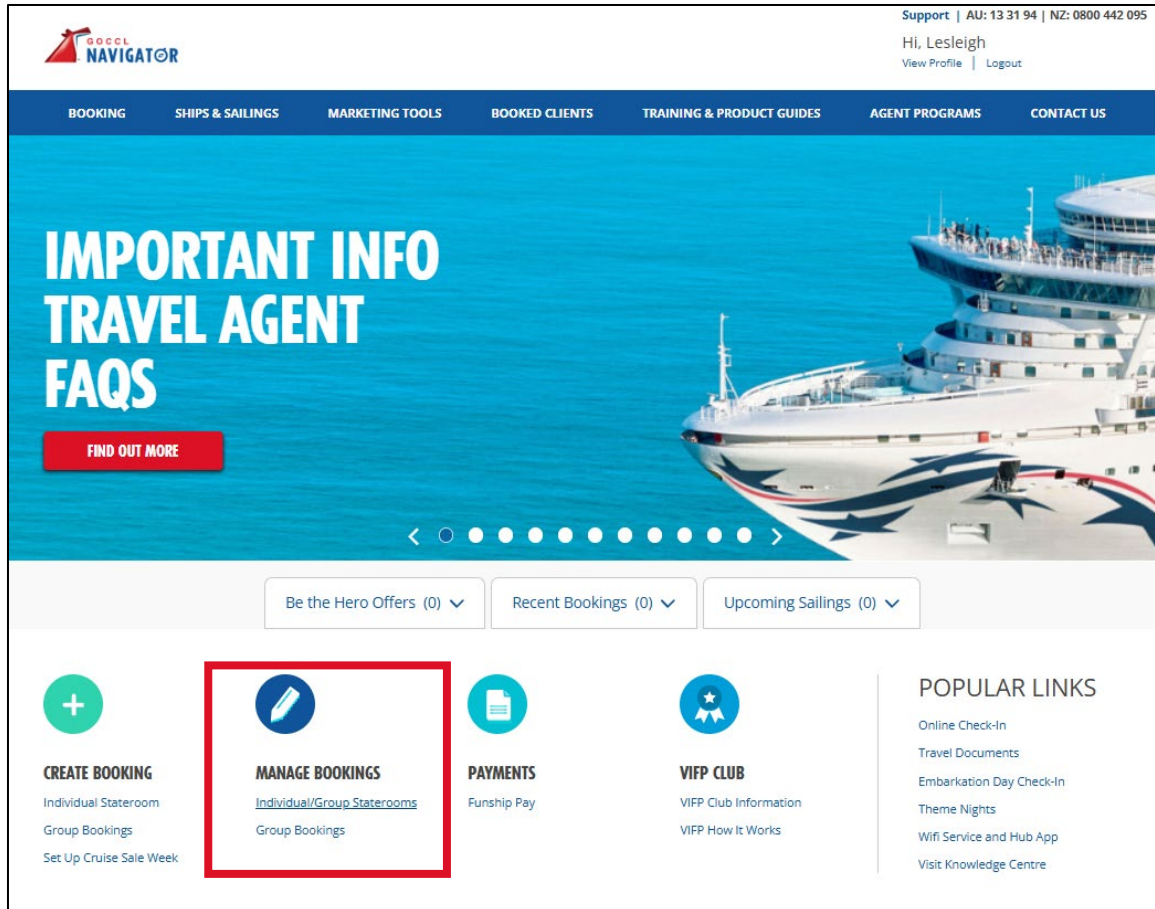 Support | AU: 13 31 94 | NZ: 0800 442 095
GOCCL
NAVIGATOR
Hi, Lesleigh
View Profile | Logout
BOOKING SHIPS & SAILINGS MARKETING TOOLS BOOKED CLIENTS TRAINING & PRODUCT GUIDES AGENT PROGRAMS CONTACT US
IMPORTANT INFO
TRAVEL AGENT
FAQS
FIND OUT MORE
Be the Hero Offers (0) Recent Bookings (0) Upcoming Sailings (0)
CREATE BOOKING
Individual Stateroom
Group Bookings
Set Up Cruise Sale Week
MANAGE BOOKINGS
Individual/Group Staterooms
Group Bookings
PAYMENTS
Funship Pay
VIFP CLUB
VIFP Club Information
VIFP How It Works
POPULAR LINKS
Online Check-In
Travel Documents
Embarkation Day Check-In
Theme Nights
Wifi Service and Hub App
Visit Knowledge Centre